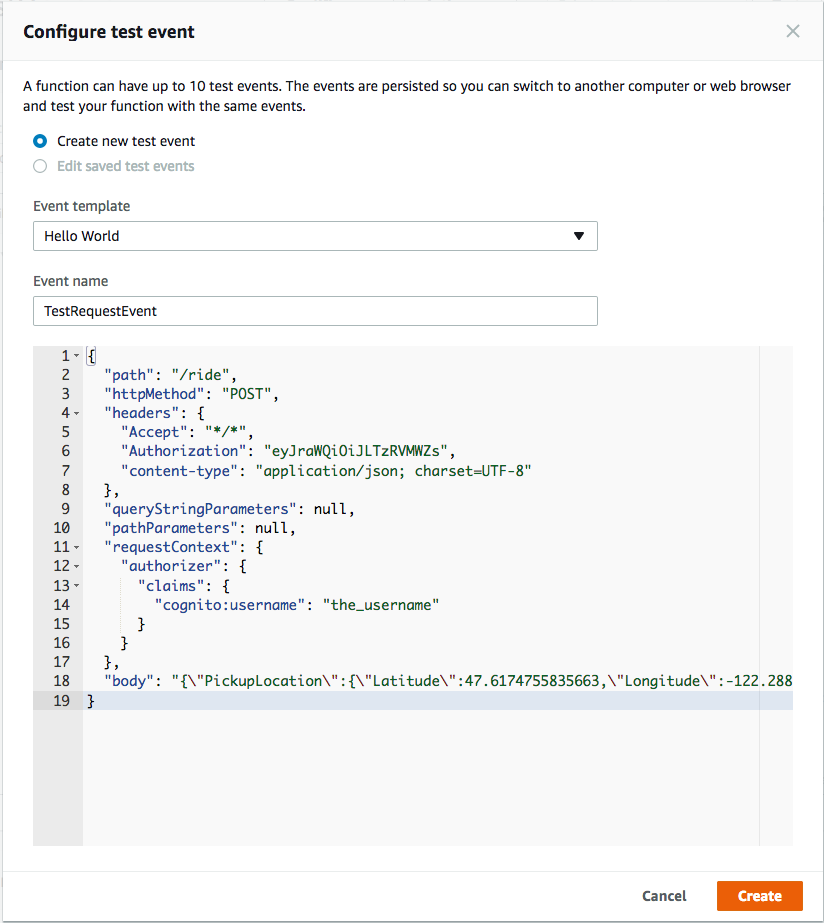 Configure test event
A function can have up to 10 test events. The events are persisted so you can switch to another computer or web browser
and test your function with the same events.
Create new test event
Edit saved test events
Event template
Hello World
Event name
TestRequestEvent
1 {
2 "path": "/ride",
3 "httpMethod": "POST",
4 "headers": {
5 "Accept": "*/*",
6 "Authorization": "eyJraWQiOiJLTzRVMWZs",
7 "content-type": "application/json; charset=UTF-8"
8 },
9 "queryStringParameters": null,
10 "pathParameters": null,
11 "requestContext": {
12 "authorizer": {
13 "claims": {
14 "cognito:username": "the_username"
15 }
16 }
17 },
18 "body": "{\"PickupLocation\":{\"Latitude\":47.6174755835663,\"Longitude\":-122.288
19 }
Cancel
Create